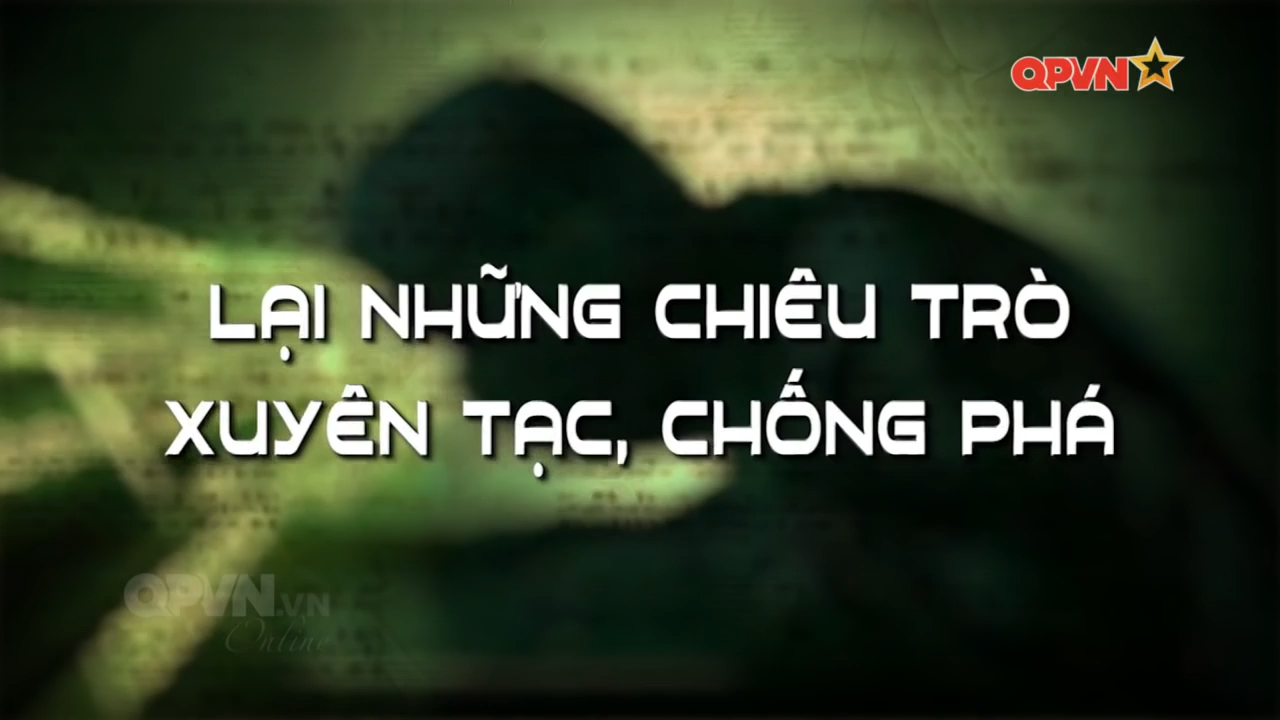 QPVN
LẠI NHỮNG CHIÊU TRÒ
XUYÊN TẠC, CHỐNG PHÁ
QPVN.VN
Online